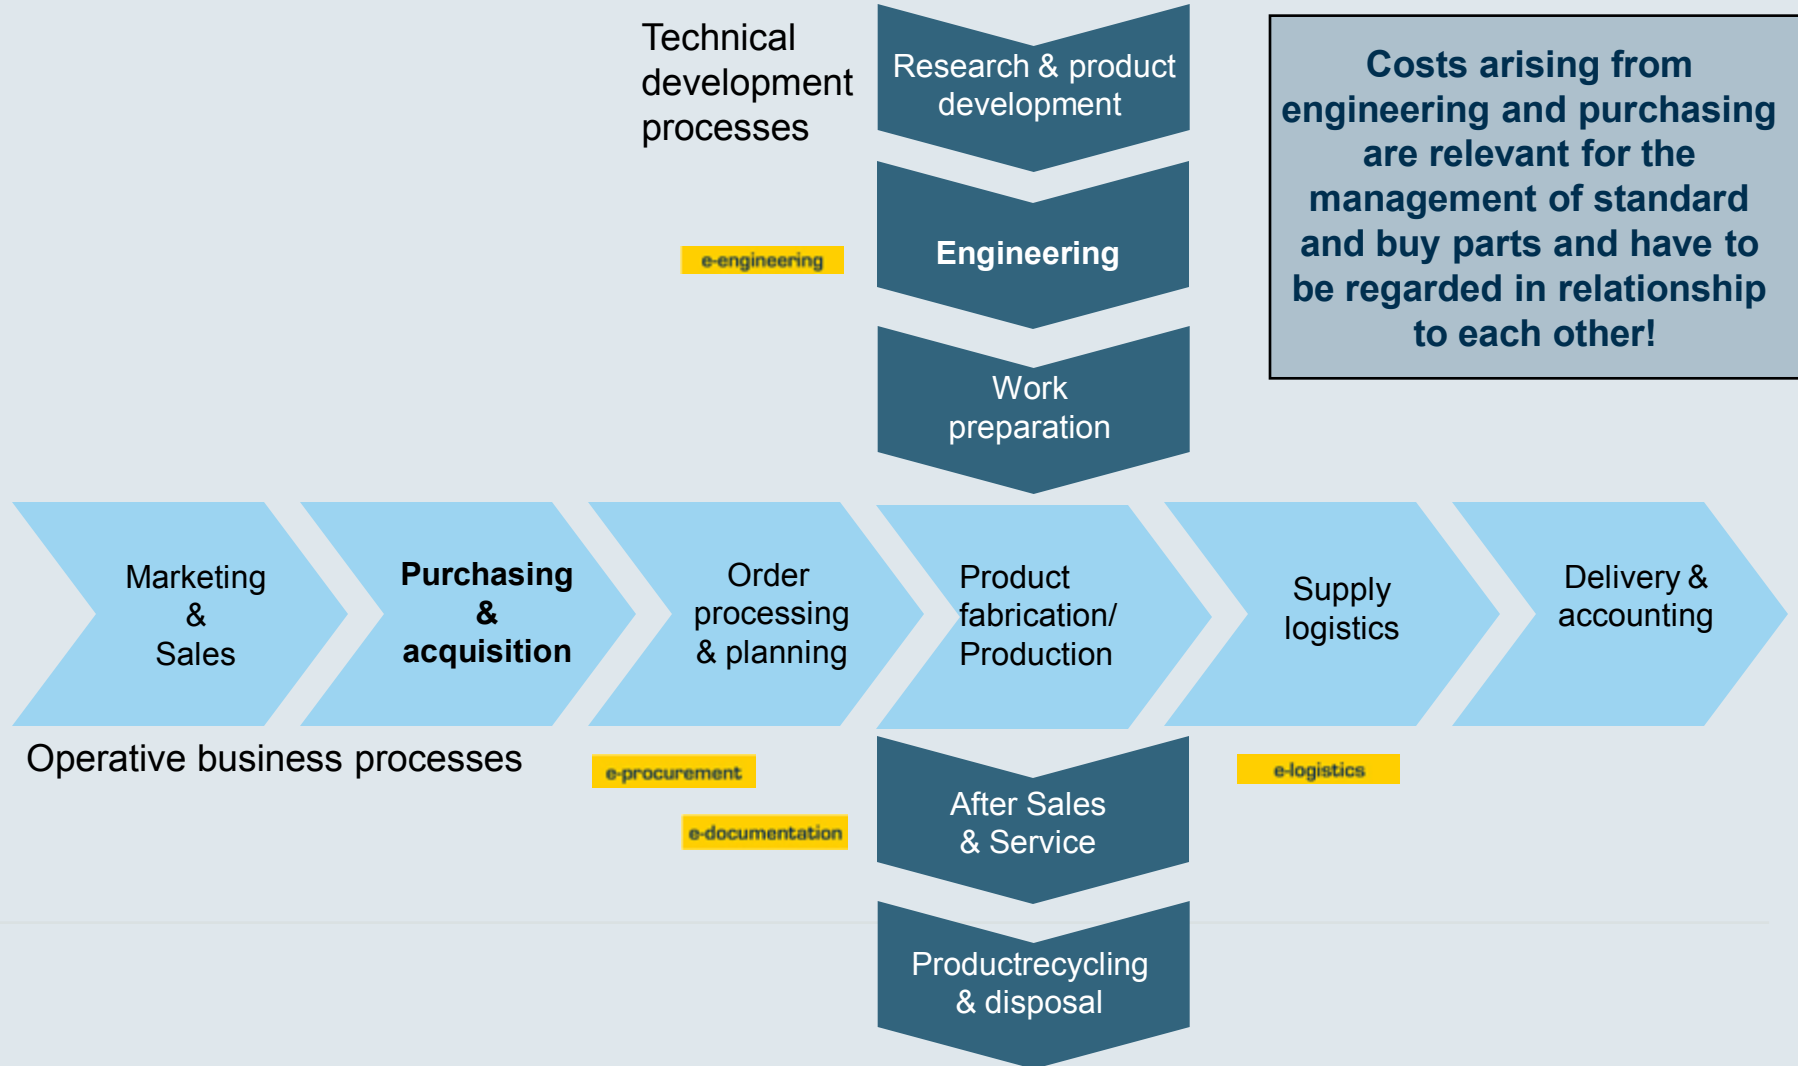 Technical
development
processes
Research & product
development
Costs arising from
engineering and purchasing
are relevant for the
management of standard
and buy parts and have to
be regarded in relationship
to each other!
e-engineering
Engineering
Work
preparation
Marketing
&
Sales
Purchasing
&
acquisition
Order
processing
& planning
Product
fabrication/
Production
Supply
logistics
Delivery &
accounting
Operative business processes
e-procurement
e-documentation
After Sales
& Service
e-logistics
Productrecycling
& disposal